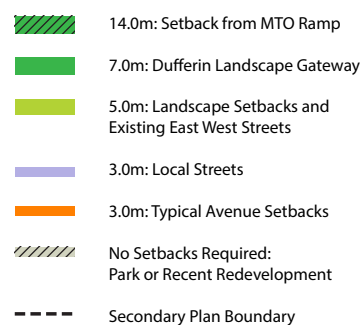 14.0m: Setback from MTO Ramp
7.0m: Dufferin Landscape Gateway
5.0m: Landscape Setbacks and
Existing East West Streets
3.0m: Local Streets
3.0m: Typical Avenue Setbacks
No Setbacks Required:
Park or Recent Redevelopment
Secondary Plan Boundary